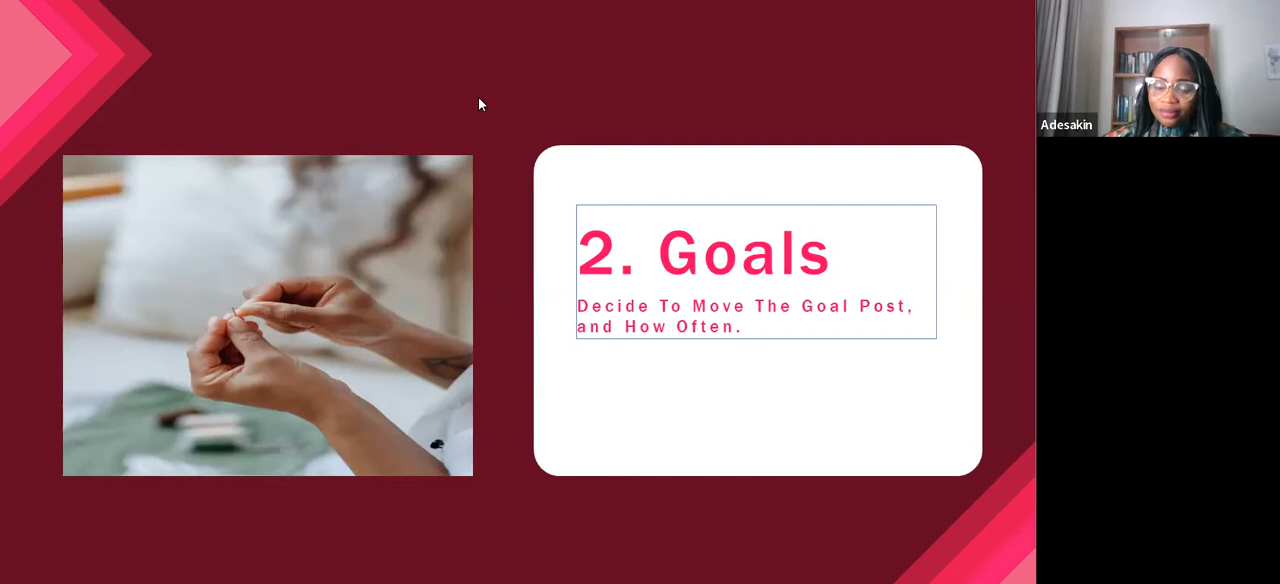 2. Goals
Decide To Move The Goal Post,
and How Often.
Adesakin